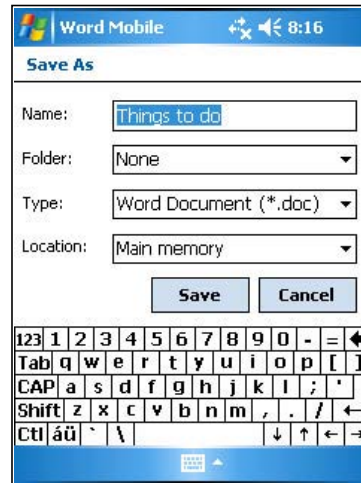 Word Mobile 8:16
Save As
Name: Things to do
Folder: None
Type: Word Document (*.doc)
Location: Main memory
Save Cancel
123 1 2 3 4 5 6 7 8 9 0 - = 
Tab q w e r t y u i o p [ ]
CAP a s d f g h j k l ; '
Shift z x c v b n m , . / ←
Ctl áü ` \ ↓ ↑ ← →